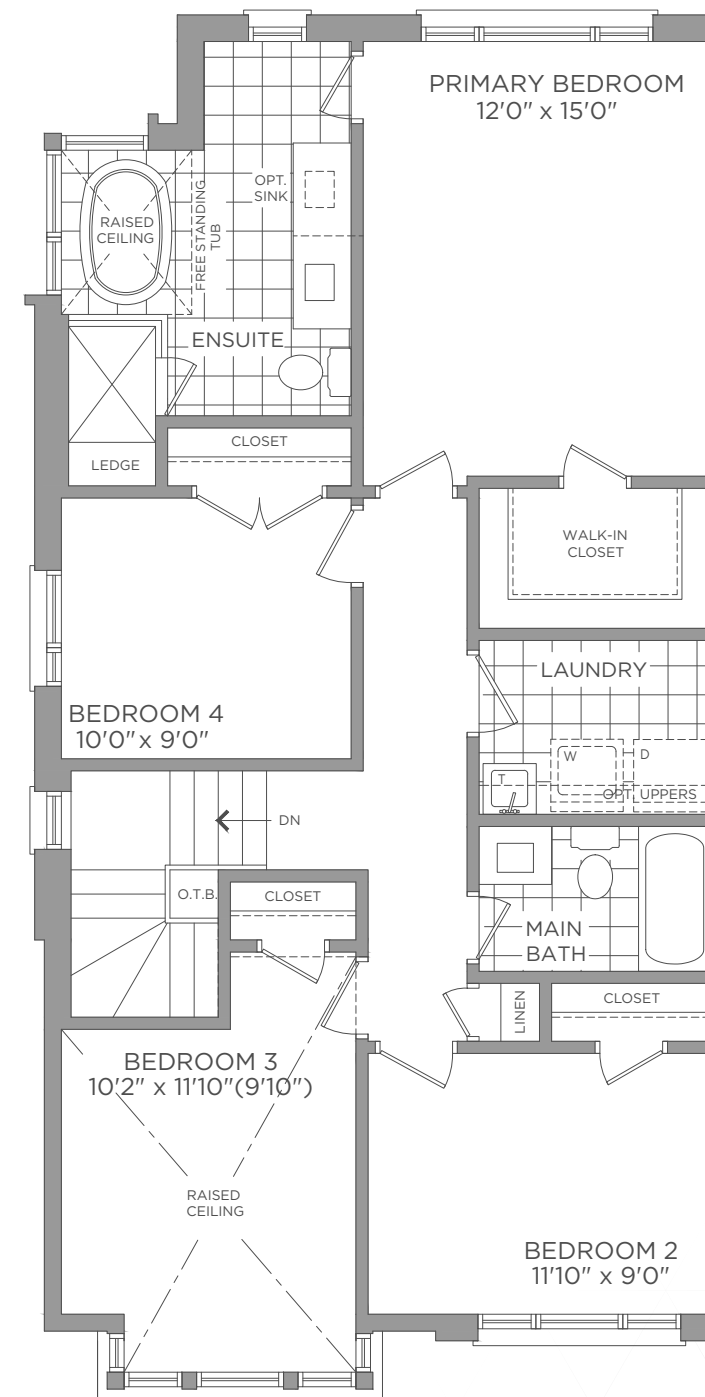 PRIMARY BEDROOM
12'0" x 15'0"
OPT.
SINK
RAISED
CEILING
FREE STANDING
TUB
ENSUITE
CLOSET
LEDGE
WALK-IN
CLOSET
LAUNDRY
BEDROOM 4
10'0" x 9'0"
W
D
T
OPT. UPPERS
DN
O.T.B.
CLOSET
MAIN
BATH
LINEN
CLOSET
BEDROOM 3
10'2" x 11'10"(9'10")
RAISED
CEILING
BEDROOM 2
11'10" x 9'0"